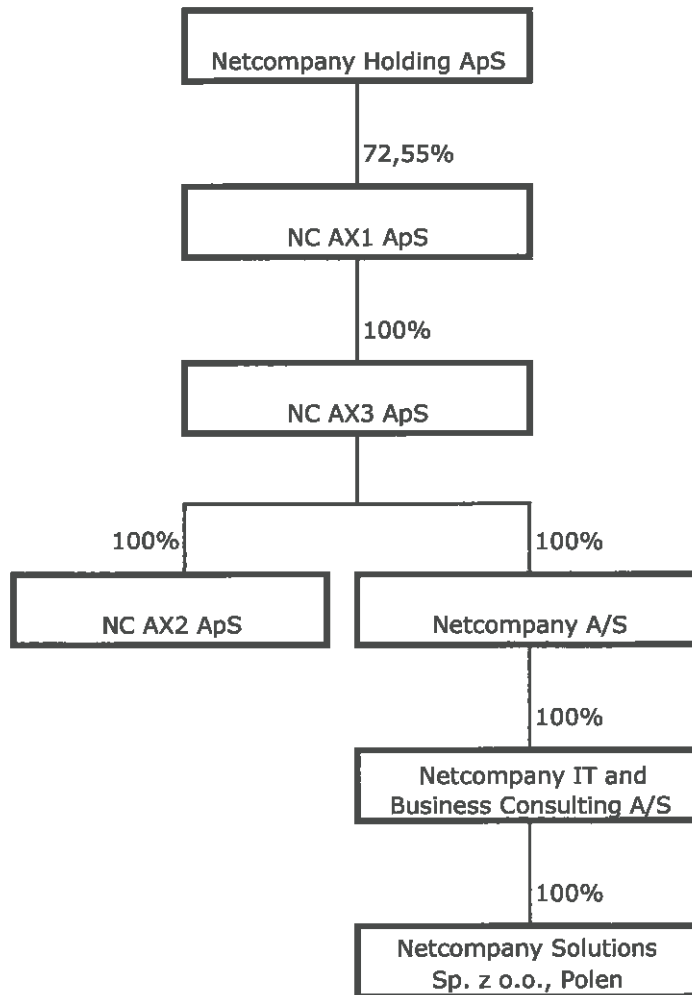 Netcompany Holding ApS
72,55%
NC AX1 ApS
100%
NC AX3 ApS
100%
100%
NC AX2 ApS
Netcompany A/S
100%
Netcompany IT and
Business Consulting A/S
100%
Netcompany Solutions
Sp. z o.o., Polen